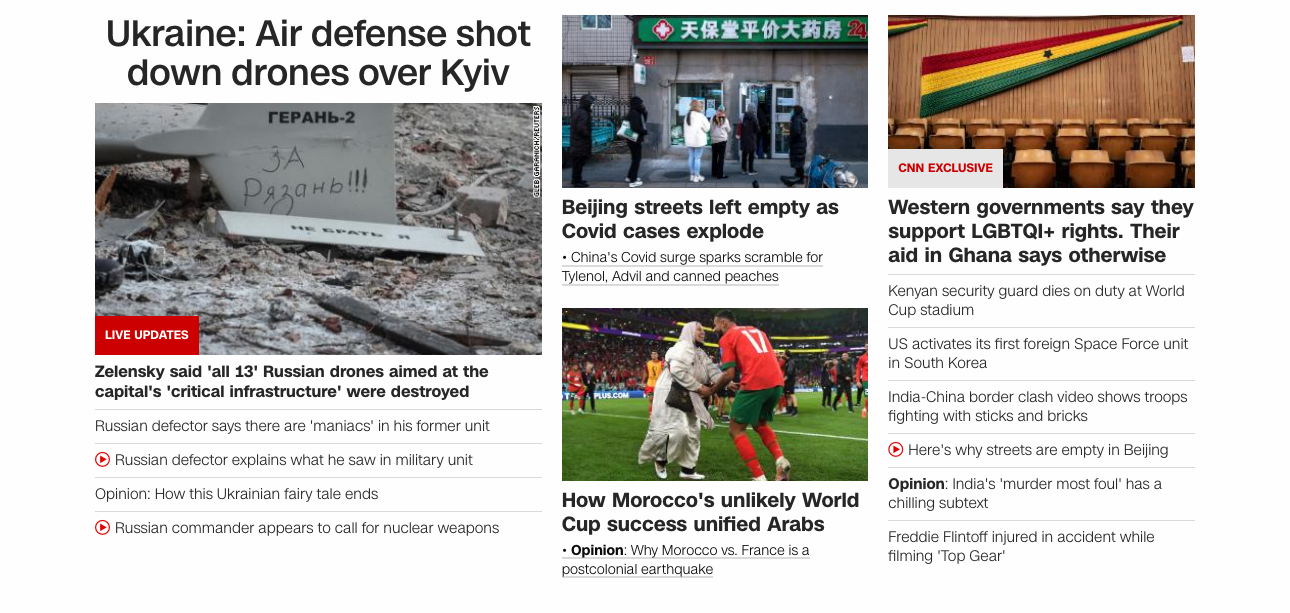 Ukraine: Air defense shot
down drones over Kyiv
ГЕРАНЬ-2
ЗА
Рязань!!!
НЕ БРАТЬ Я
GLEB GARANICH/REUTERS
LIVE UPDATES
Zelensky said 'all 13' Russian drones aimed at the
capital's 'critical infrastructure' were destroyed
Russian defector says there are 'maniacs' in his former unit
Russian defector explains what he saw in military unit
Opinion: How this Ukrainian fairy tale ends
Russian commander appears to call for nuclear weapons
天保堂平价大药房 24
Beijing streets left empty as
Covid cases explode
• China's Covid surge sparks scramble for
Tylenol, Advil and canned peaches
17
PLUS.COM
How Morocco's unlikely World
Cup success unified Arabs
• Opinion: Why Morocco vs. France is a
postcolonial earthquake
CNN EXCLUSIVE
Western governments say they
support LGBTQI+ rights. Their
aid in Ghana says otherwise
Kenyan security guard dies on duty at World
Cup stadium
US activates its first foreign Space Force unit
in South Korea
India-China border clash video shows troops
fighting with sticks and bricks
Here's why streets are empty in Beijing
Opinion: India's 'murder most foul' has a
chilling subtext
Freddie Flintoff injured in accident while
filming 'Top Gear'